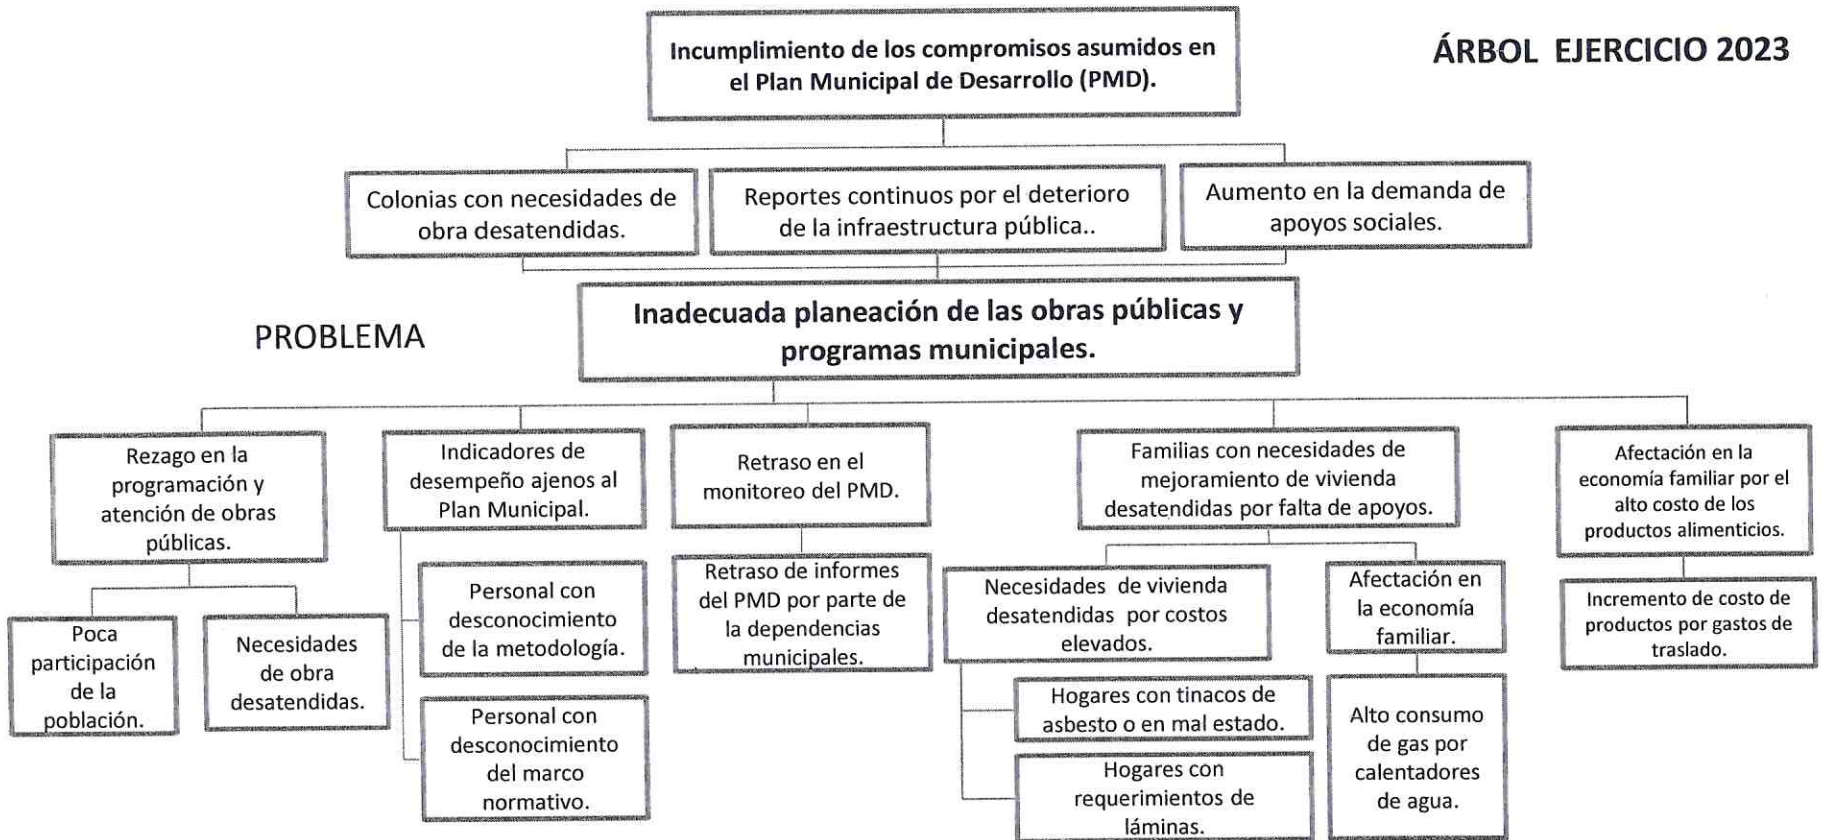 Incumplimiento de los compromisos asumidos en
el Plan Municipal de Desarrollo (PMD).
ÁRBOL EJERCICIO 2023
Colonias con necesidades de
obra desatendidas.
Reportes continuos por el deterioro
de la infraestructura pública..
Aumento en la demanda de
apoyos sociales.
PROBLEMA
Inadecuada planeación de las obras públicas y
programas municipales.
Rezago en la
programación y
atención de obras
públicas.
Indicadores de
desempeño ajenos al
Plan Municipal.
Retraso en el
monitoreo del PMD.
Familias con necesidades de
mejoramiento de vivienda
desatendidas por falta de apoyos.
Afectación en la
economía familiar por el
alto costo de los
productos alimenticios.
Poca
participación
de la
población.
Necesidades
de obra
desatendidas.
Personal con
desconocimiento
de la metodología.
Personal con
desconocimiento
del marco
normativo.
Retraso de informes
del PMD por parte de
la dependencias
municipales.
Necesidades de vivienda
desatendidas por costos
elevados.
Hogares con tinacos de
asbesto o en mal estado.
Hogares con
requerimientos de
láminas.
Afectación en
la economía
familiar.
Alto consumo
de gas por
calentadores
de agua.
Incremento de costo de
productos por gastos de
traslado.